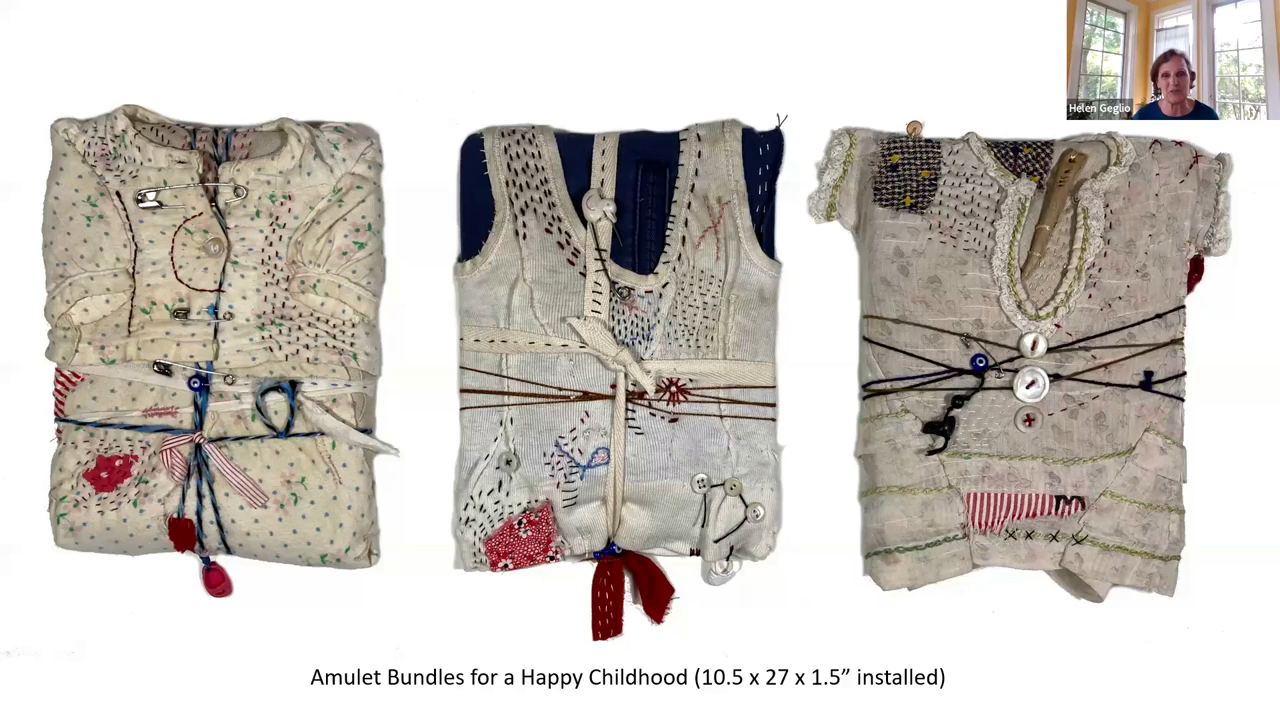 Helen Geglio
Amulet Bundles for a Happy Childhood (10.5 x 27 x 1.5” installed)